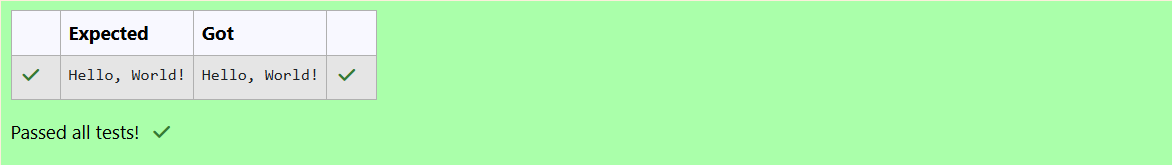 Expected Got
Hello, World! Hello, World!
Passed all tests!